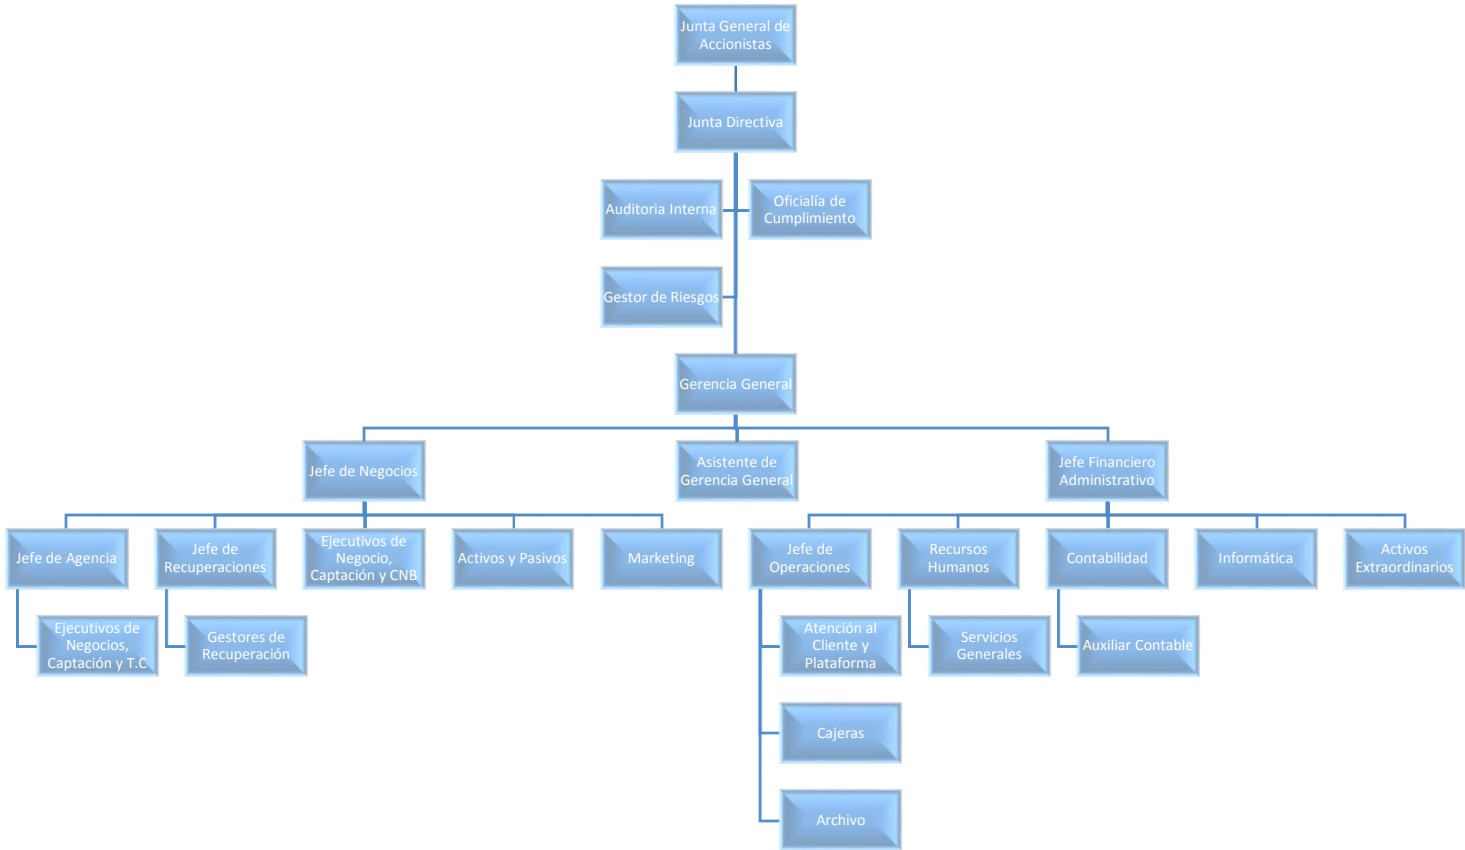 Junta General de
Accionistas
Junta Directiva
Auditoria Interna
Oficialía de
Cumplimiento
Gestor de Riesgos
Gerencia General
Jefe de Negocios
Asistente de
Gerencia General
Jefe Financiero
Administrativo
Jefe de Agencia
Jefe de
Recuperaciones
Ejecutivos de
Negocio,
Captación y CNB
Activos y Pasivos
Marketing
Jefe de
Operaciones
Recursos
Humanos
Contabilidad
Informática
Activos
Extraordinarios
Ejecutivos de
Negocios,
Captación y T.C
Gestores de
Recuperación
Atención al
Cliente y
Plataforma
Servicios
Generales
Auxiliar Contable
Cajeras
Archivo